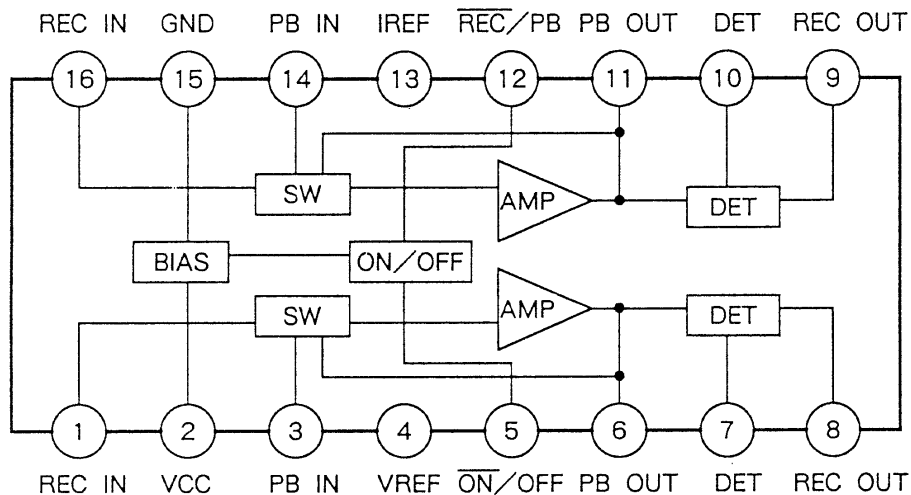 REC IN GND PB IN IREF R̅E̅C̅/PB PB OUT DET REC OUT
16 15 14 13 12 11 10 9
SW AMP DET
BIAS ON/OFF
SW AMP DET
1 2 3 4 5 6 7 8
REC IN VCC PB IN VREF O̅N̅/OFF PB OUT DET REC OUT